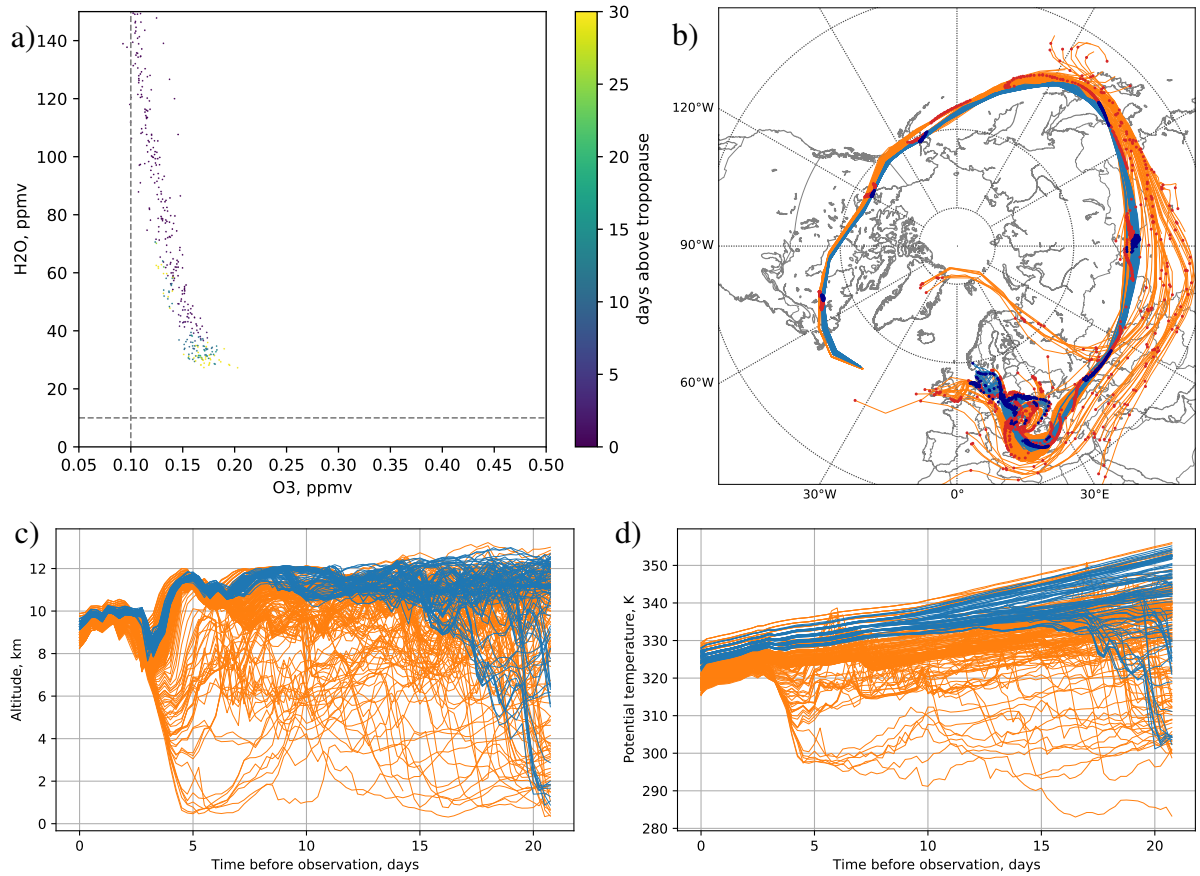 a)
140
120
100
80
60
40
20
0
H2O, ppmv
0.05 0.10 0.15 0.20 0.25 0.30 0.35 0.40 0.45 0.50
O3, ppmv
30
25
20
15
10
5
0
days above tropopause
b)
120°W
90°W
60°W
30°W 0° 30°E
c)
12
10
8
6
4
2
0
Altitude, km
0 5 10 15 20
Time before observation, days
d)
350
340
330
320
310
300
290
280
Potential temperature, K
0 5 10 15 20
Time before observation, days